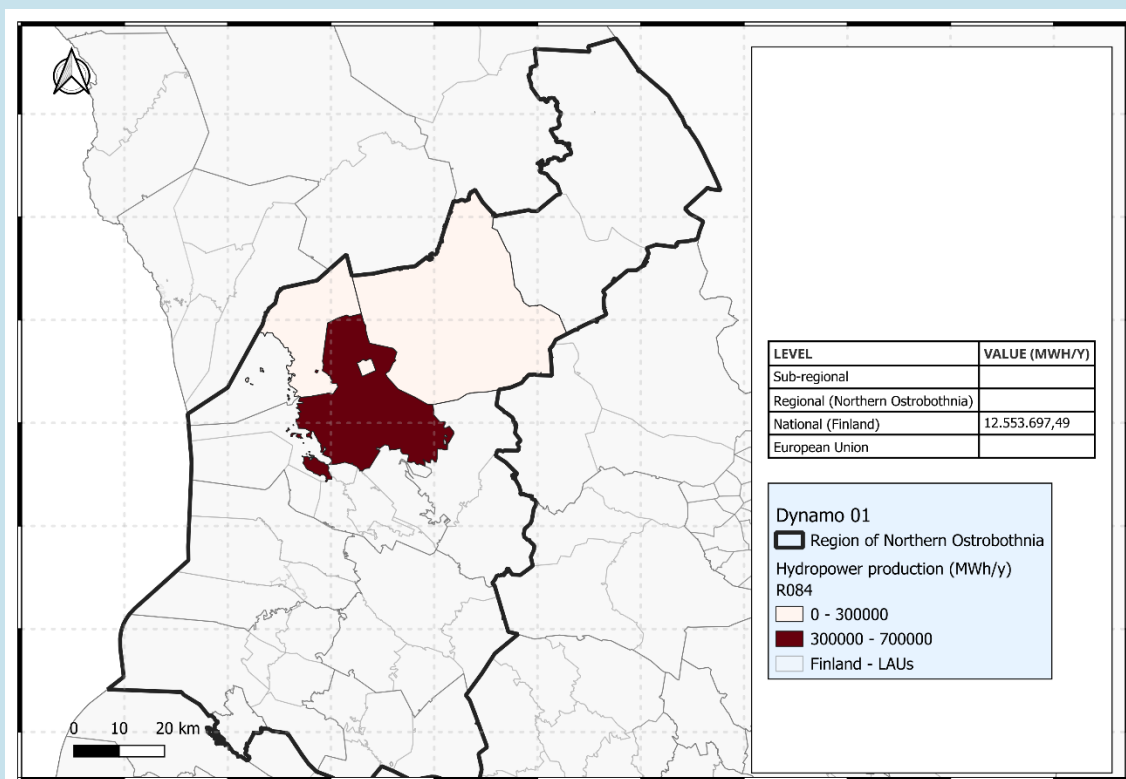 LEVEL VALUE (MWH/Y)
Sub-regional
Regional (Northern Ostrobothnia)
National (Finland) 12.553.697,49
European Union
Dynamo 01
Region of Northern Ostrobothnia
Hydropower production (MWh/y)
R084
0 - 300000
300000 - 700000
Finland - LAUs
0 10 20 km